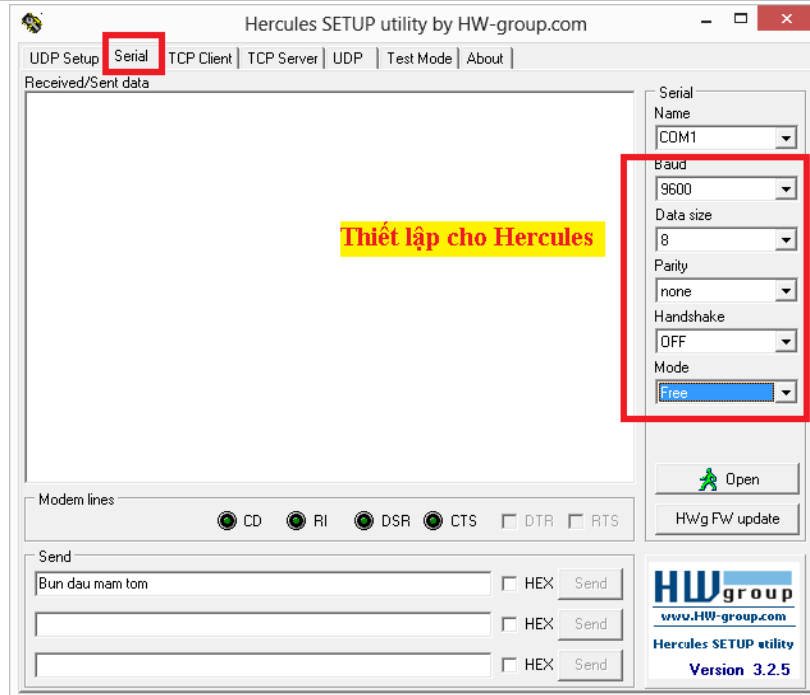 Hercules SETUP utility by HW-group.com
UDP Setup Serial TCP Client TCP Server UDP Test Mode About
Received/Sent data
Thiết lập cho Hercules
Serial
Name
COM1
Baud
9600
Data size
8
Parity
none
Handshake
OFF
Mode
Free
Open
HWg FW update
Modem lines
CD RI DSR CTS DTR RTS
Send
Bun dau mam tom HEX Send
HEX Send
HEX Send
HW group
www.HW-group.com
Hercules SETUP utility
Version 3.2.5